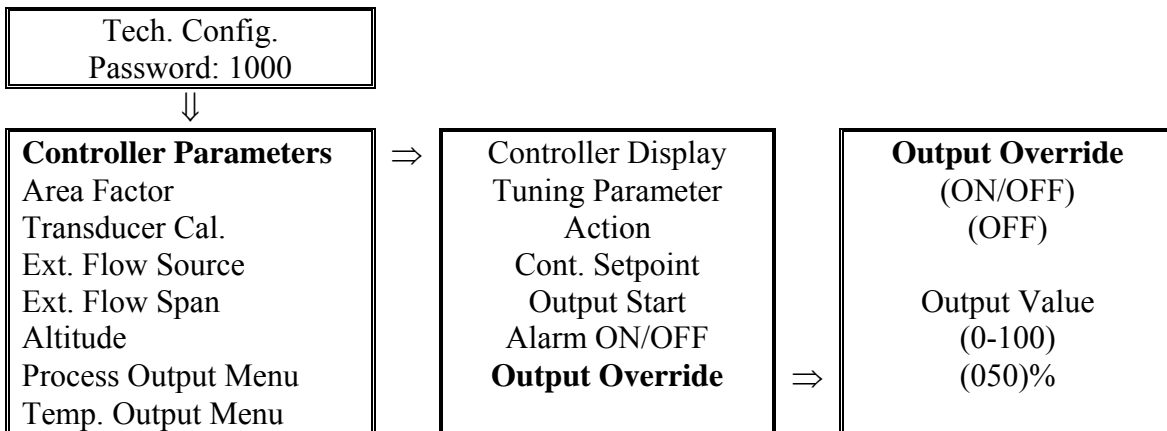 Tech. Config.
Password: 1000
⇓
Controller Parameters
Area Factor
Transducer Cal.
Ext. Flow Source
Ext. Flow Span
Altitude
Process Output Menu
Temp. Output Menu
⇒
Controller Display
Tuning Parameter
Action
Cont. Setpoint
Output Start
Alarm ON/OFF
Output Override
⇒
Output Override
(ON/OFF)
(OFF)
Output Value
(0-100)
(050)%